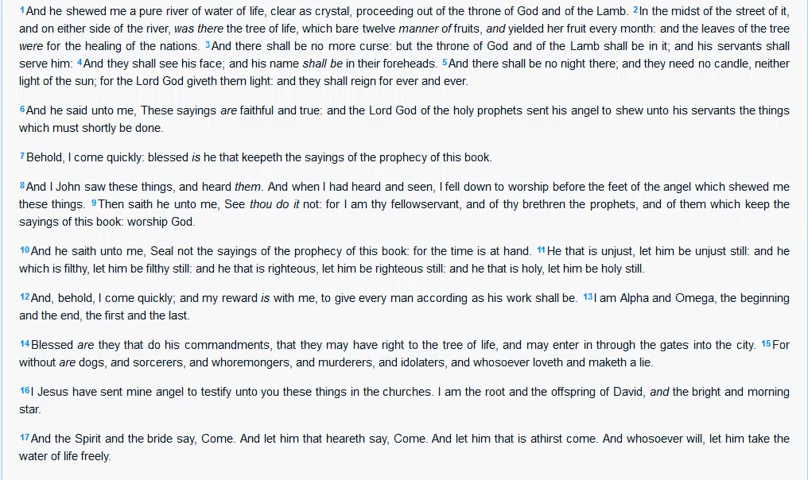 1And he shewed me a pure river of water of life, clear as crystal, proceeding out of the throne of God and of the Lamb. 2In the midst of the street of it,
and on either side of the river, was there the tree of life, which bare twelve manner of fruits, and yielded her fruit every month: and the leaves of the tree
were for the healing of the nations. 3And there shall be no more curse: but the throne of God and of the Lamb shall be in it; and his servants shall
serve him: 4And they shall see his face; and his name shall be in their foreheads. 5And there shall be no night there; and they need no candle, neither
light of the sun; for the Lord God giveth them light: and they shall reign for ever and ever.
6And he said unto me, These sayings are faithful and true: and the Lord God of the holy prophets sent his angel to shew unto his servants the things
which must shortly be done.
7Behold, I come quickly: blessed is he that keepeth the sayings of the prophecy of this book.
8And I John saw these things, and heard them. And when I had heard and seen, I fell down to worship before the feet of the angel which shewed me
these things. 9Then saith he unto me, See thou do it not: for I am thy fellowservant, and of thy brethren the prophets, and of them which keep the
sayings of this book: worship God.
10And he saith unto me, Seal not the sayings of the prophecy of this book: for the time is at hand. 11He that is unjust, let him be unjust still: and he
which is filthy, let him be filthy still: and he that is righteous, let him be righteous still: and he that is holy, let him be holy still.
12And, behold, I come quickly; and my reward is with me, to give every man according as his work shall be. 13I am Alpha and Omega, the beginning
and the end, the first and the last.
14Blessed are they that do his commandments, that they may have right to the tree of life, and may enter in through the gates into the city. 15For
without are dogs, and sorcerers, and whoremongers, and murderers, and idolaters, and whosoever loveth and maketh a lie.
16I Jesus have sent mine angel to testify unto you these things in the churches. I am the root and the offspring of David, and the bright and morning
star.
17And the Spirit and the bride say, Come. And let him that heareth say, Come. And let him that is athirst come. And whosoever will, let him take the
water of life freely.